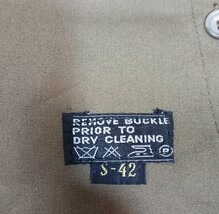 REMOVE BUCKLE
PRIOR TO
DRY CLEANING
P
S-42